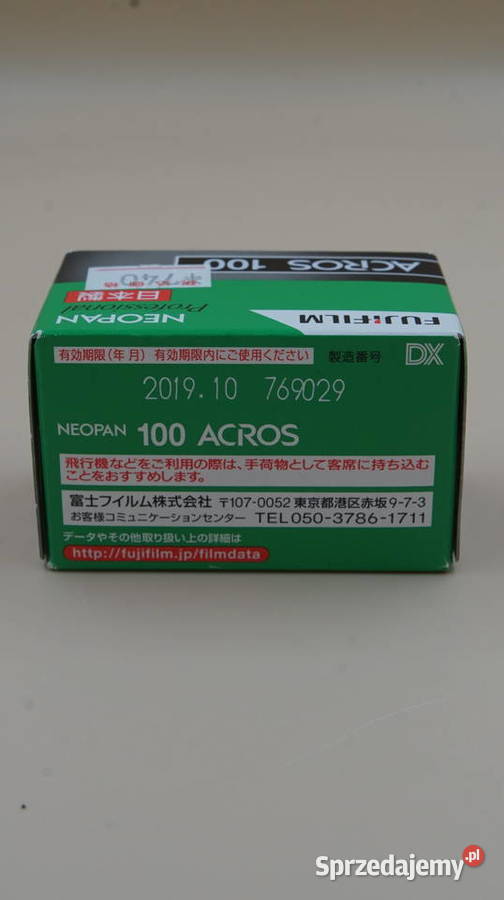 ACROS 100
¥740
日本製
Professional
NEOPAN
FUJIFILM
有効期限(年 月) 有効期限内にご使用ください 製造番号 DX
2019.10 769029
NEOPAN 100 ACROS
飛行機などをご利用の際は、手荷物として客席に持ち込む
ことをおすすめします。
富士フイルム株式会社 〒107-0052 東京都港区赤坂9-7-3
お客様コミュニケーションセンター TEL050-3786-1711
データやその他取り扱い上の詳細は
http://fujifilm.jp/filmdata
Sprzedajemy.pl